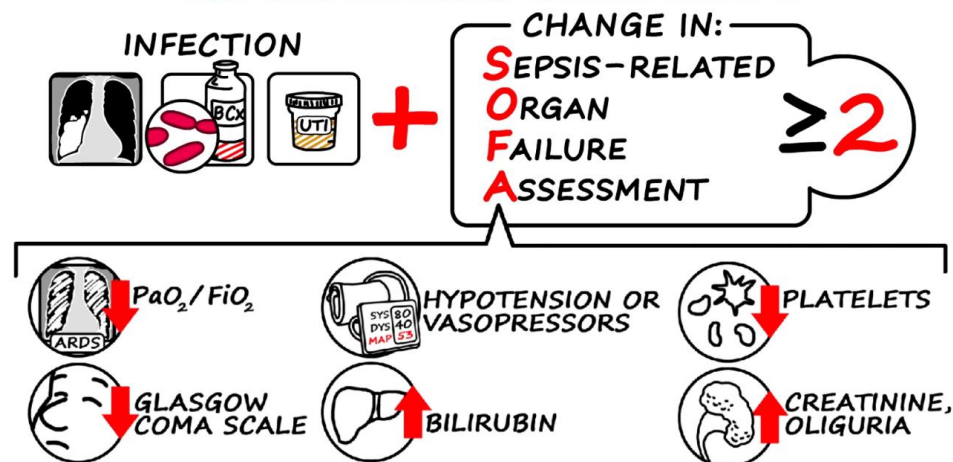 INFECTION
BCx
UTI
+
CHANGE IN:
SEPSIS-RELATED
ORGAN
FAILURE
ASSESSMENT
≥2
PaO₂/FiO₂
ARDS
HYPOTENSION OR
VASOPRESSORS
SYS 80
DYS 40
MAP 53
PLATELETS
GLASGOW
COMA SCALE
BILIRUBIN
CREATININE,
OLIGURIA